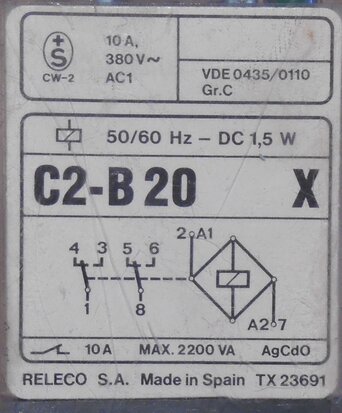 +
S
CW-2
10 A,
380 V~
AC1
VDE 0435/0110
Gr.C
50/60 Hz – DC 1,5 W
C2-B 20 X
2 A1
4 3 5 6
1 8
A2 7
10 A MAX. 2200 VA AgCdO
RELECO S.A. Made in Spain TX 23691